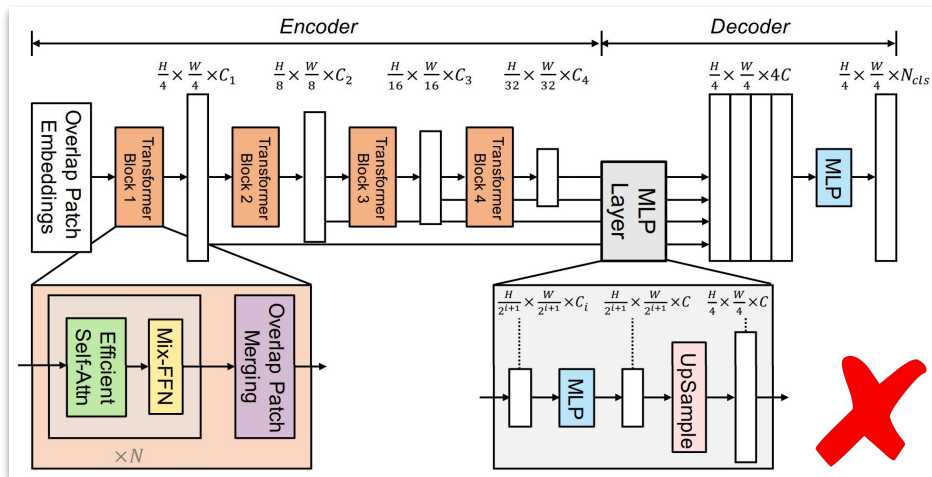 Encoder
Decoder
H/4 × W/4 × C₁
H/8 × W/8 × C₂
H/16 × W/16 × C₃
H/32 × W/32 × C₄
H/4 × W/4 × 4C
H/4 × W/4 × N_cls
Overlap Patch
Embeddings
Transformer
Block 1
Transformer
Block 2
Transformer
Block 3
Transformer
Block 4
MLP
Layer
MLP
Efficient
Self-Attn
Mix-FFN
Overlap Patch
Merging
×N
H/2^{i+1} × W/2^{i+1} × Cᵢ
H/2^{i+1} × W/2^{i+1} × C
H/4 × W/4 × C
MLP
UpSample